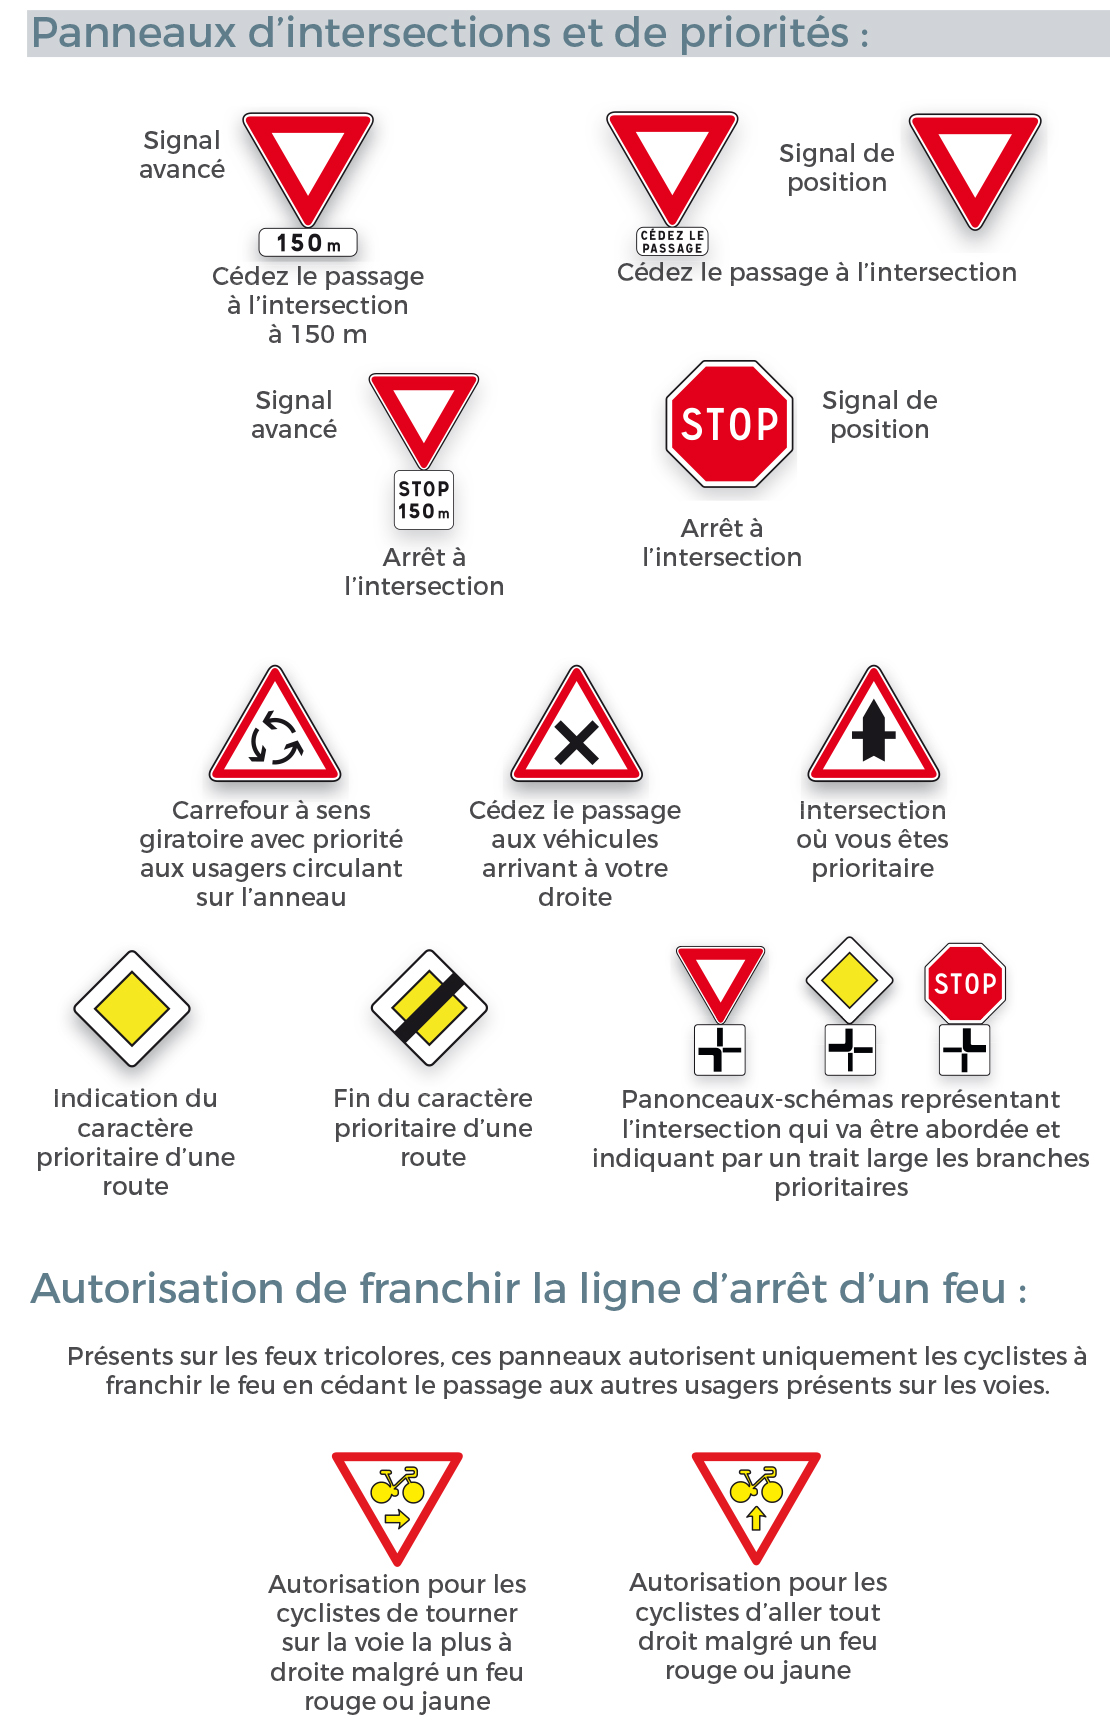 Panneaux d’intersections et de priorités :
Signal
avancé
150 m
Cédez le passage
à l’intersection
à 150 m
CÉDEZ LE
PASSAGE
Signal de
position
Cédez le passage à l’intersection
Signal
avancé
STOP
150 m
Arrêt à
l’intersection
STOP
Signal de
position
Arrêt à
l’intersection
Carrefour à sens
giratoire avec priorité
aux usagers circulant
sur l’anneau
Cédez le passage
aux véhicules
arrivant à votre
droite
Intersection
où vous êtes
prioritaire
Indication du
caractère
prioritaire d’une
route
Fin du caractère
prioritaire d’une
route
STOP
Panonceaux-schémas représentant
l’intersection qui va être abordée et
indiquant par un trait large les branches
prioritaires
Autorisation de franchir la ligne d’arrêt d’un feu :
Présents sur les feux tricolores, ces panneaux autorisent uniquement les cyclistes à
franchir le feu en cédant le passage aux autres usagers présents sur les voies.
Autorisation pour les
cyclistes de tourner
sur la voie la plus à
droite malgré un feu
rouge ou jaune
Autorisation pour les
cyclistes d’aller tout
droit malgré un feu
rouge ou jaune